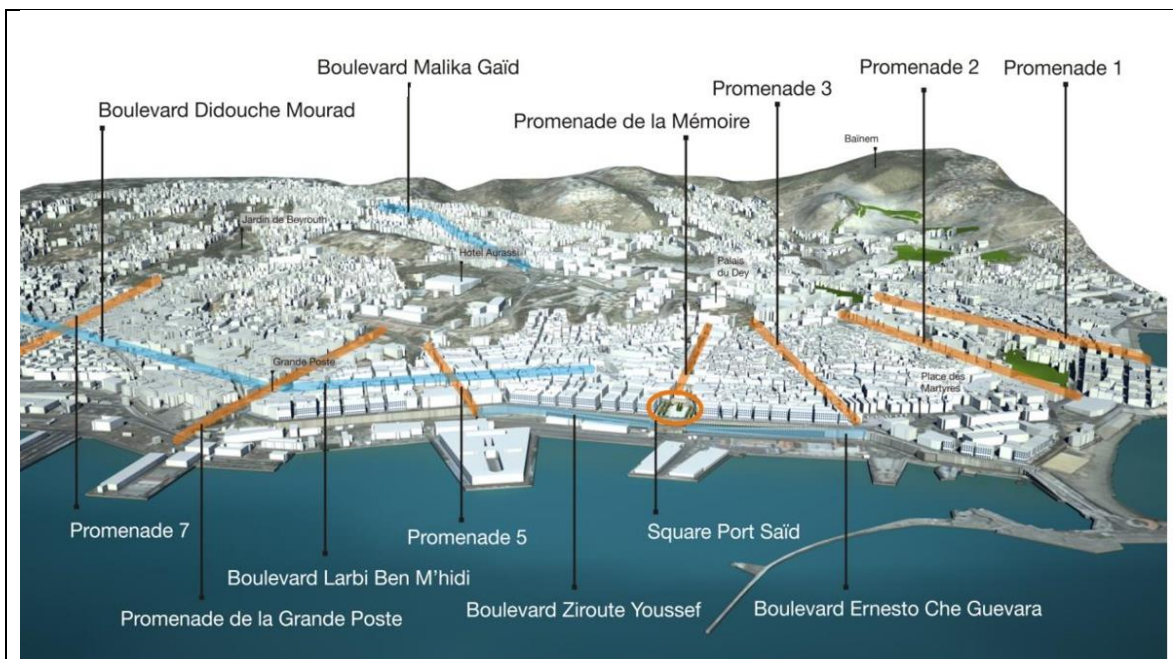 Boulevard Malika Gaïd
Promenade 2
Promenade 1
Promenade 3
Boulevard Didouche Mourad
Promenade de la Mémoire
Baïnem
Jardin de Beyrouth
Hôtel Aurassi
Palais
du Dey
Grande Poste
Place des
Martyres
Promenade 7
Promenade 5
Square Port Saïd
Boulevard Larbi Ben M'hidi
Promenade de la Grande Poste
Boulevard Ziroute Youssef
Boulevard Ernesto Che Guevara